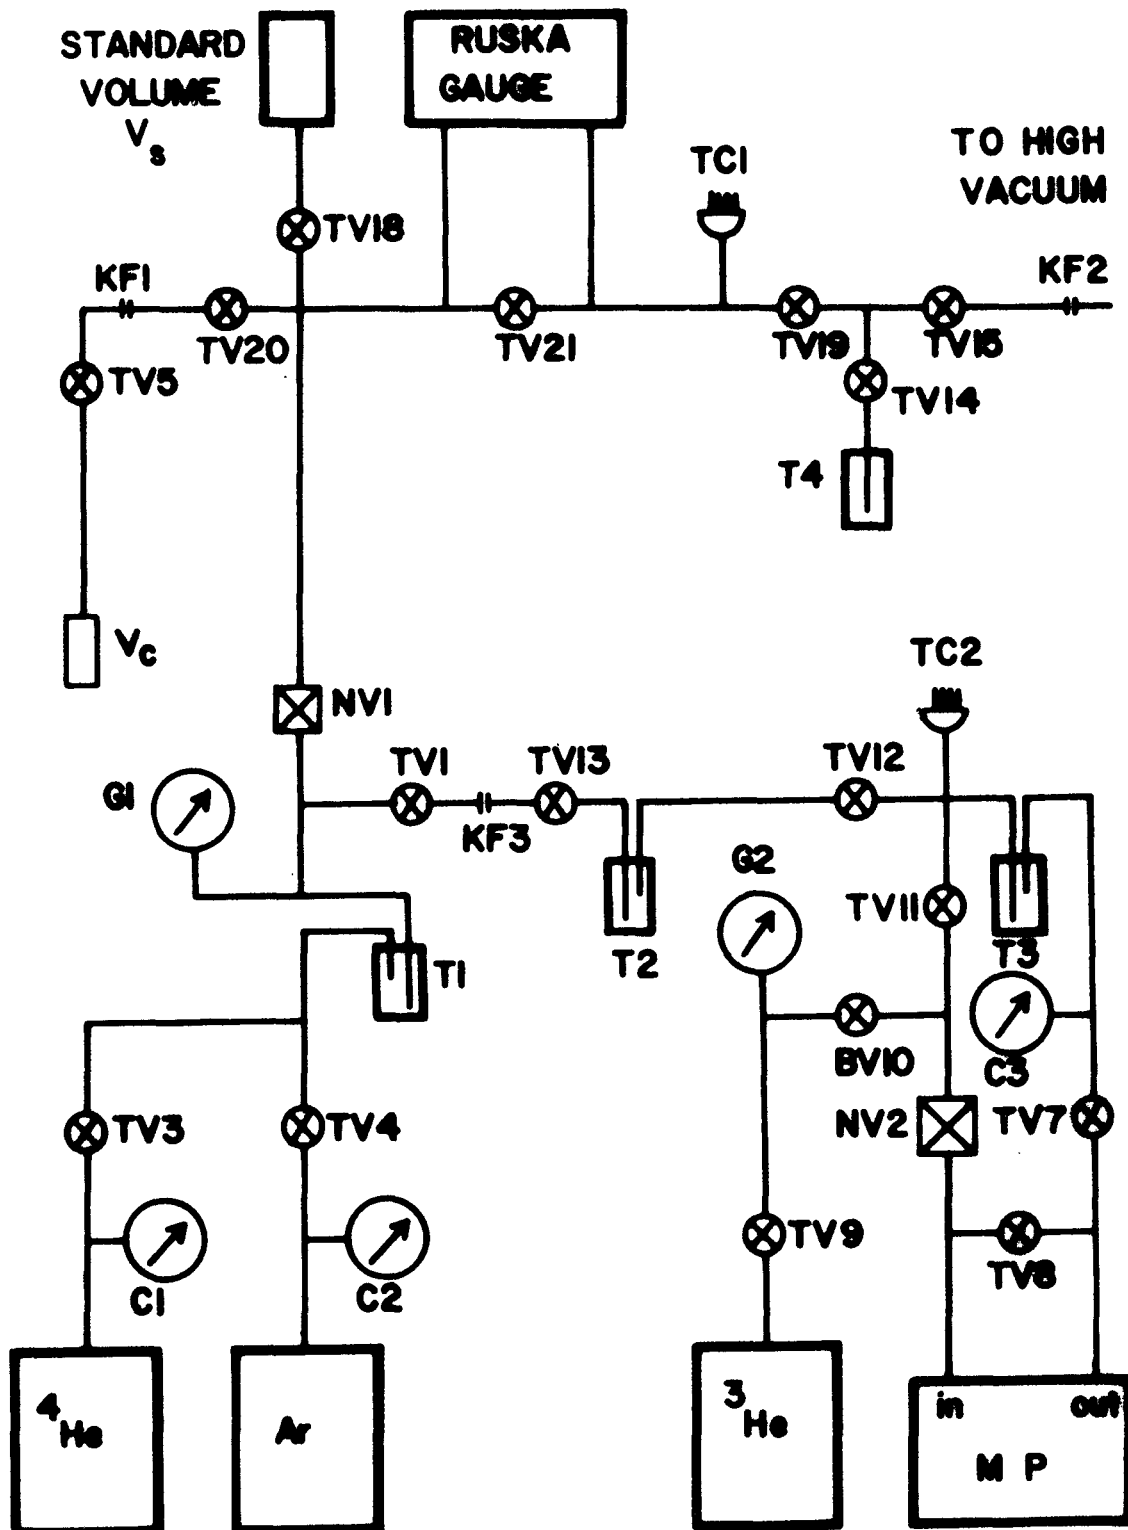 STANDARD
VOLUME
Vs
RUSKA
GAUGE
TC1
TO HIGH
VACUUM
TV18
KF1
KF2
TV20
TV21
TV19
TV15
TV5
TV14
T4
Vc
TC2
NV1
TV1
TV13
TV12
G1
KF3
G2
TV11
T2
T3
T1
BV10
C3
TV3
TV4
NV2
TV7
TV9
TV8
C1
C2
4He
Ar
3He
in
out
M P